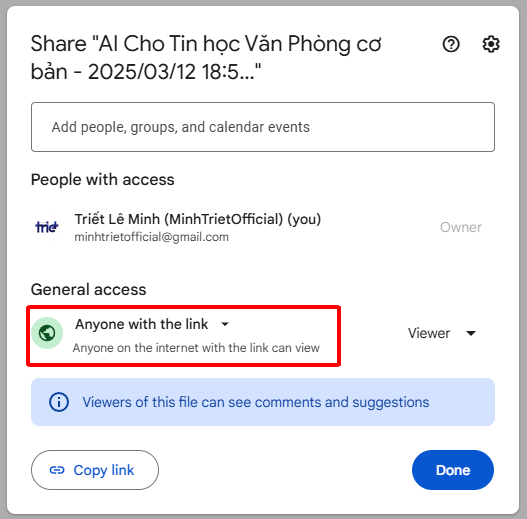 Share "AI Cho Tin học Văn Phòng cơ
bản - 2025/03/12 18:5..."
Add people, groups, and calendar events
People with access
triet
Triết Lê Minh (MinhTrietOfficial) (you)
minhtrietofficial@gmail.com
Owner
General access
Anyone with the link
Anyone on the internet with the link can view
Viewer
Viewers of this file can see comments and suggestions
Copy link
Done